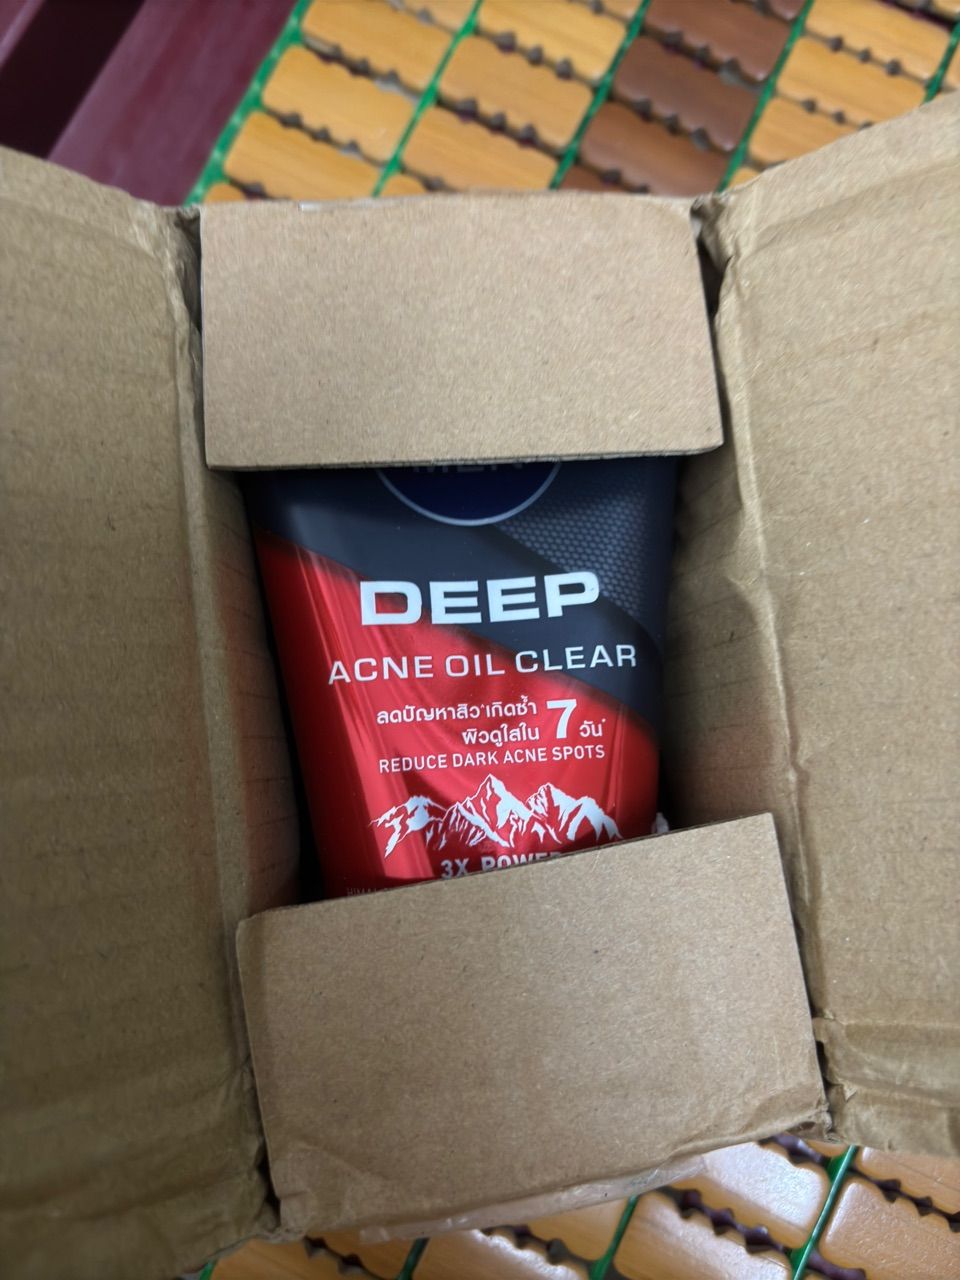 MEN
DEEP
ACNE OIL CLEAR
ลดปัญหาสิว*เกิดซ้ำ
ผิวดูใสใน 7 วัน*
REDUCE DARK ACNE SPOTS
3X POWER